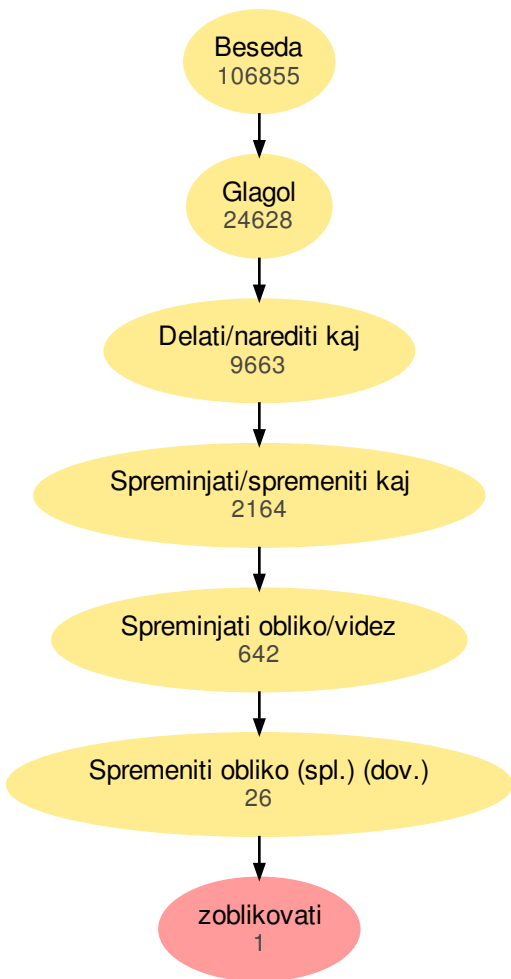 Beseda
106855
Glagol
24628
Delati/narediti kaj
9663
Spreminjati/spremeniti kaj
2164
Spreminjati obliko/videz
642
Spremeniti obliko (spl.) (dov.)
26
zoblikovati
1